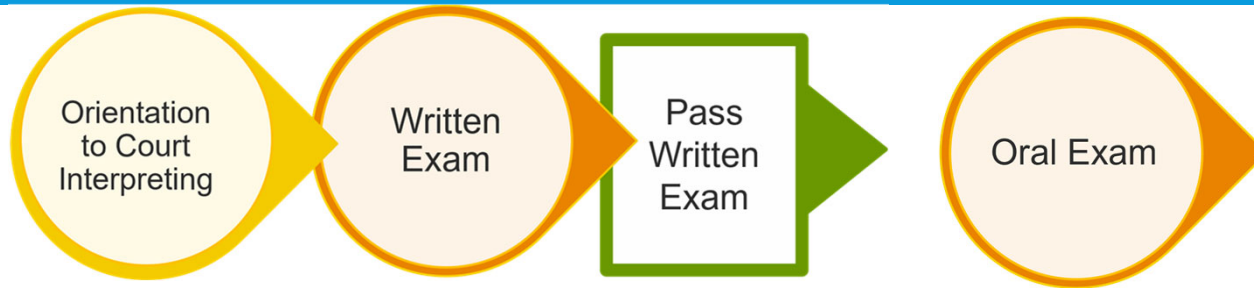 Orientation
to Court
Interpreting
Written
Exam
Pass
Written
Exam
Oral Exam